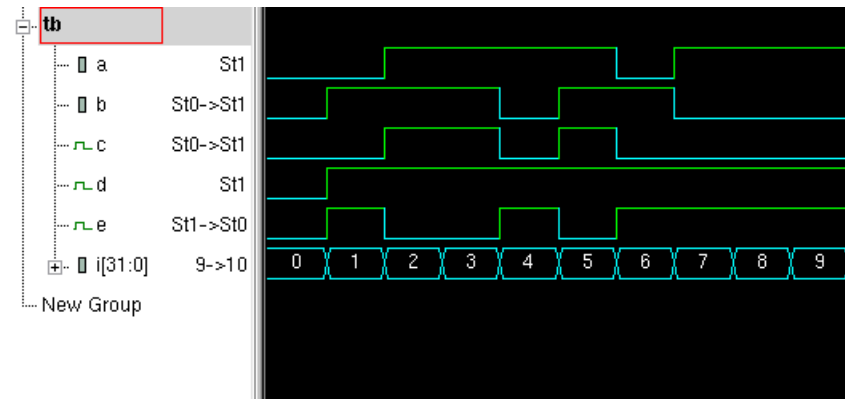 tb
a St1
b St0->St1
c St0->St1
d St1
e St1->St0
i[31:0] 9->10 0 1 2 3 4 5 6 7 8 9
New Group